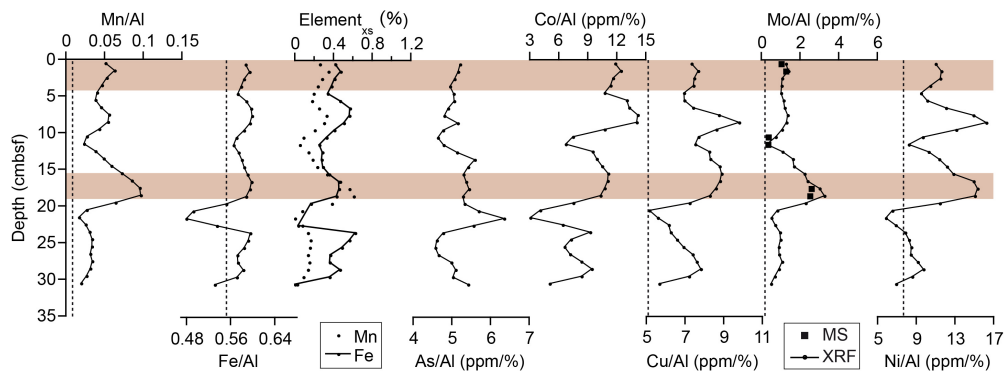 Mn/Al
Element xs (%)
Co/Al (ppm/%)
Mo/Al (ppm/%)
0 0.05 0.1 0.15
0 0.4 0.8 1.2
3 6 9 12 15
0 2 4 6
Depth (cmbsf)
0
5
10
15
20
25
30
35
0.48 0.56 0.64
Fe/Al
Mn
Fe
4 5 6 7
As/Al (ppm/%)
5 7 9 11
Cu/Al (ppm/%)
MS
XRF
5 9 13 17
Ni/Al (ppm/%)